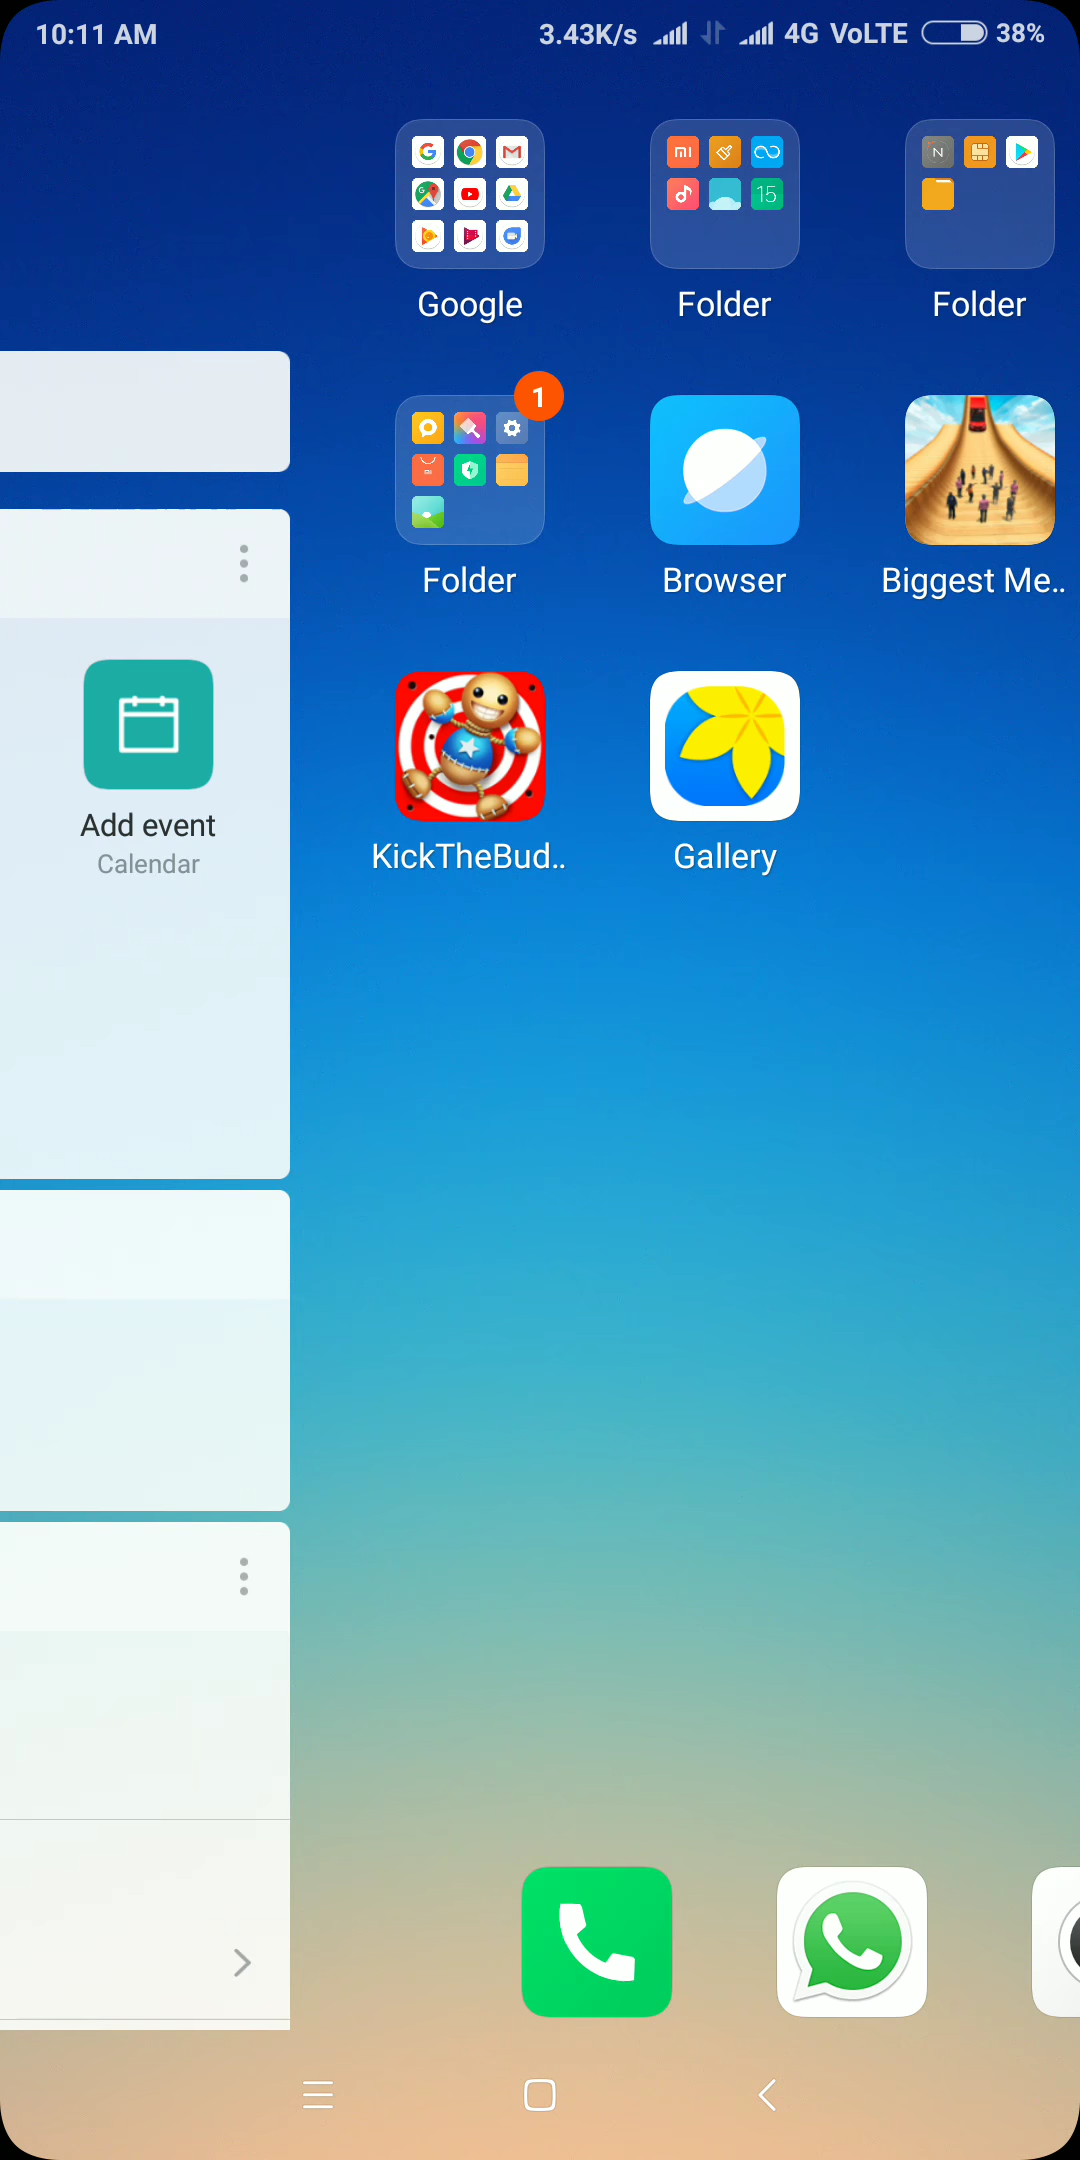 10:11 AM 3.43K/s 4G VoLTE 38%
Google Folder Folder
15
1
Folder Browser Biggest Me..
Add event
Calendar
KickTheBud.. Gallery